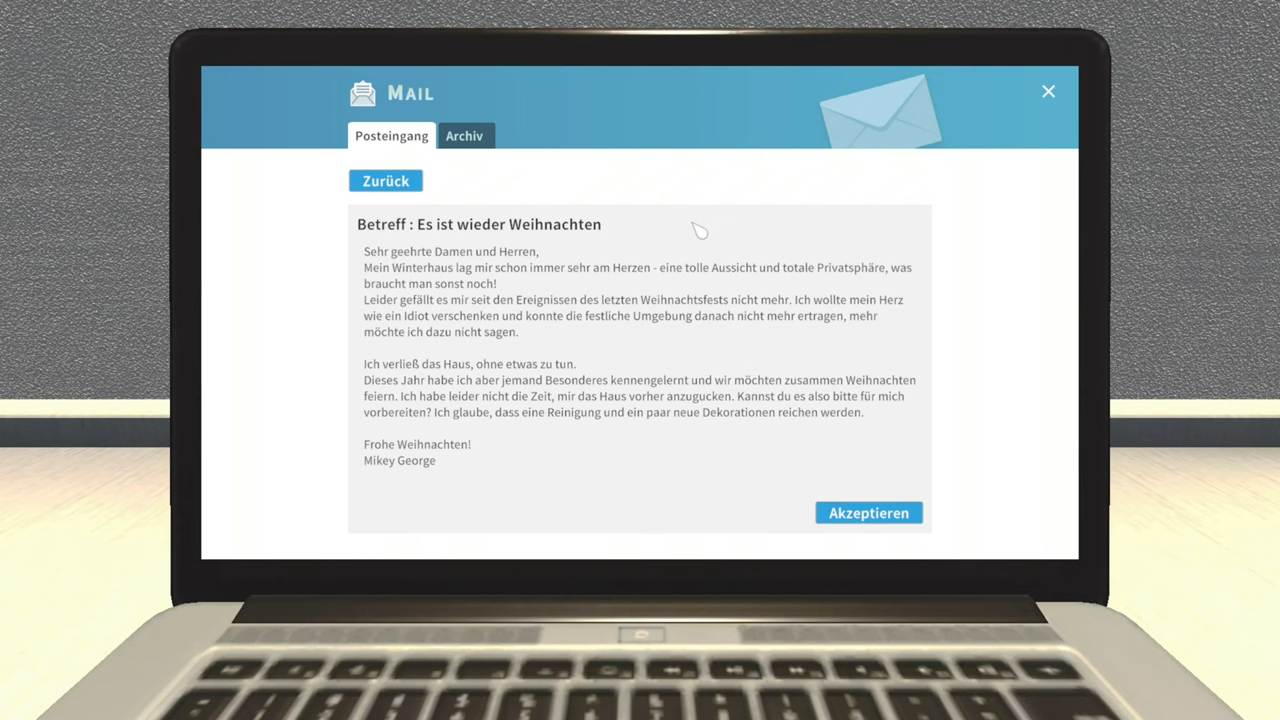 MAIL
Posteingang
Archiv
Zurück
Betreff : Es ist wieder Weihnachten
Sehr geehrte Damen und Herren,
Mein Winterhaus lag mir schon immer sehr am Herzen - eine tolle Aussicht und totale Privatsphäre, was
braucht man sonst noch!
Leider gefällt es mir seit den Ereignissen des letzten Weihnachtsfests nicht mehr. Ich wollte mein Herz
wie ein Idiot verschenken und konnte die festliche Umgebung danach nicht mehr ertragen, mehr
möchte ich dazu nicht sagen.
Ich verließ das Haus, ohne etwas zu tun.
Dieses Jahr habe ich aber jemand Besonderes kennengelernt und wir möchten zusammen Weihnachten
feiern. Ich habe leider nicht die Zeit, mir das Haus vorher anzugucken. Kannst du es also bitte für mich
vorbereiten? Ich glaube, dass eine Reinigung und ein paar neue Dekorationen reichen werden.
Frohe Weihnachten!
Mikey George
Akzeptieren